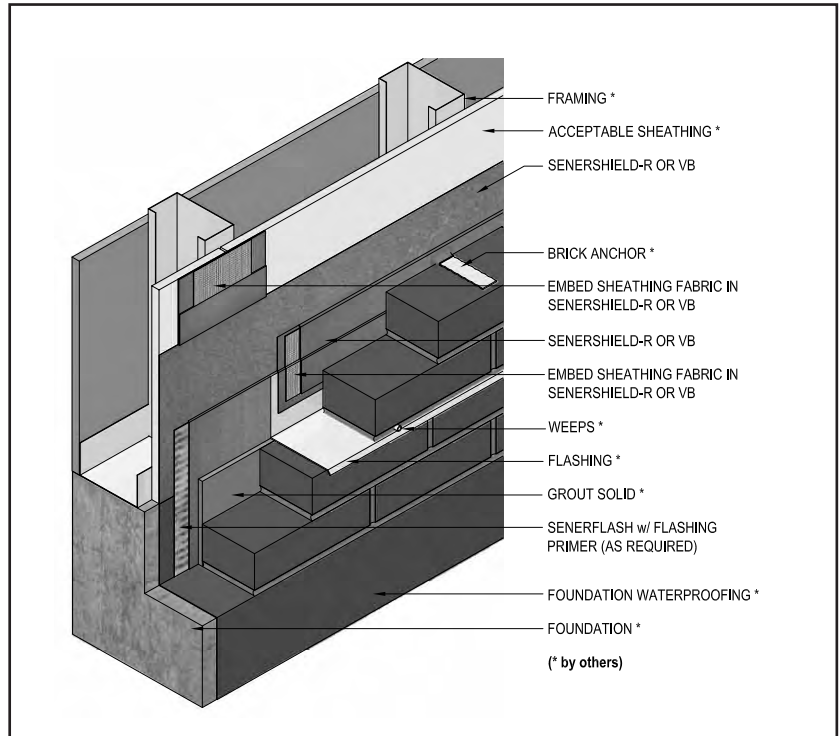 FRAMING *
ACCEPTABLE SHEATHING *
SENERSHIELD-R OR VB
BRICK ANCHOR *
EMBED SHEATHING FABRIC IN
SENERSHIELD-R OR VB
SENERSHIELD-R OR VB
EMBED SHEATHING FABRIC IN
SENERSHIELD-R OR VB
WEEPS *
FLASHING *
GROUT SOLID *
SENERFLASH w/ FLASHING
PRIMER (AS REQUIRED)
FOUNDATION WATERPROOFING *
FOUNDATION *
(* by others)